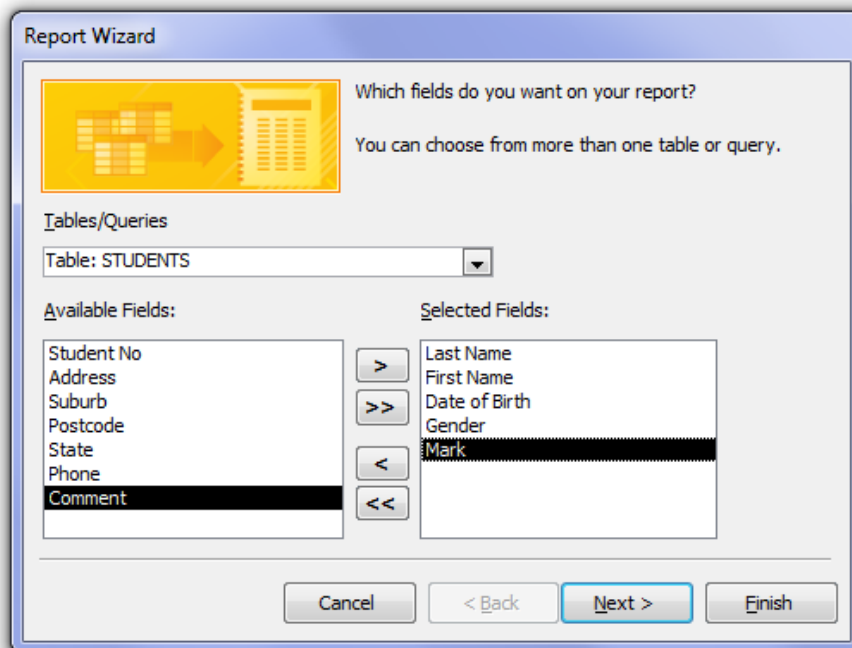 Report Wizard
Which fields do you want on your report?
You can choose from more than one table or query.
Tables/Queries
Table: STUDENTS
Available Fields:
Student No
Address
Suburb
Postcode
State
Phone
Comment
>
>>
<
<<
Selected Fields:
Last Name
First Name
Date of Birth
Gender
Mark
Cancel
< Back
Next >
Finish